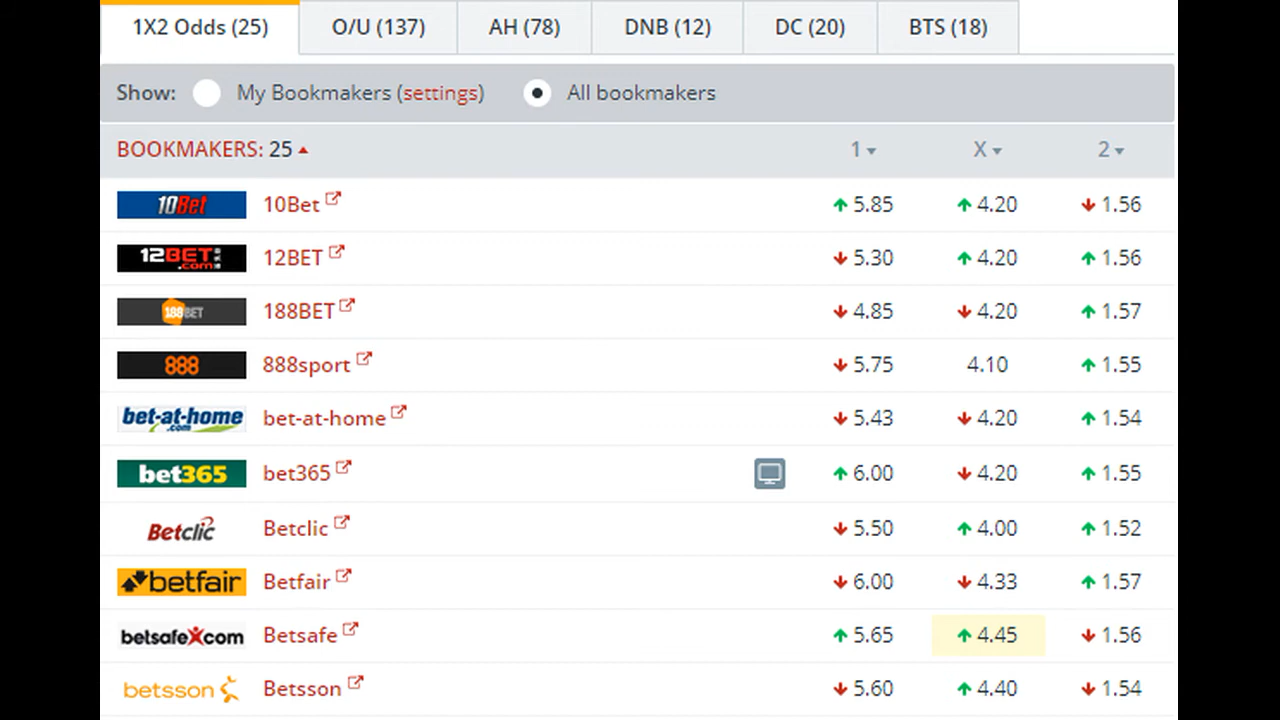 1X2 Odds (25) O/U (137) AH (78) DNB (12) DC (20) BTS (18)
Show: My Bookmakers (settings) All bookmakers
BOOKMAKERS: 25 1 X 2
10Bet 10Bet 5.85 4.20 1.56
12BET.com 12BET 5.30 4.20 1.56
188BET 188BET 4.85 4.20 1.57
888 888sport 5.75 4.10 1.55
bet-at-home.com bet-at-home 5.43 4.20 1.54
bet365 bet365 6.00 4.20 1.55
Betclic Betclic 5.50 4.00 1.52
betfair Betfair 6.00 4.33 1.57
betsafeXcom Betsafe 5.65 4.45 1.56
betsson Betsson 5.60 4.40 1.54